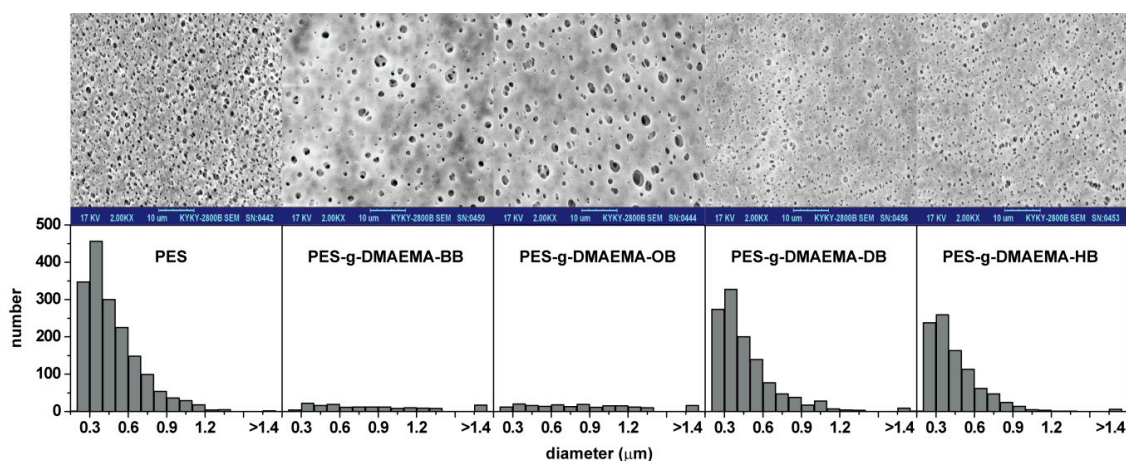 17 KV 2.00KX 10 um KYKY-2800B SEM SN:0442
17 KV 2.00KX 10 um KYKY-2800B SEM SN:0450
17 KV 2.00KX 10 um KYKY-2800B SEM SN:0444
17 KV 2.00KX 10 um KYKY-2800B SEM SN:0456
17 KV 2.00KX 10 um KYKY-2800B SEM SN:0453
PES
PES-g-DMAEMA-BB
PES-g-DMAEMA-OB
PES-g-DMAEMA-DB
PES-g-DMAEMA-HB
number
500
400
300
200
100
0
0.3 0.6 0.9 1.2 >1.4
0.3 0.6 0.9 1.2 >1.4
0.3 0.6 0.9 1.2 >1.4
0.3 0.6 0.9 1.2 >1.4
0.3 0.6 0.9 1.2 >1.4
diameter (μm)